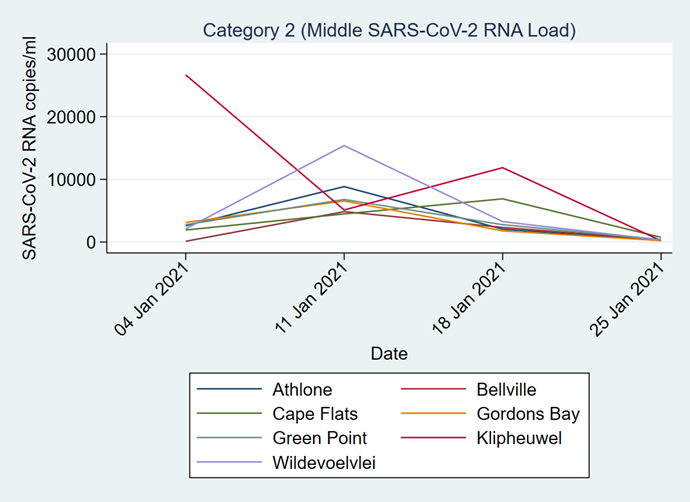 Category 2 (Middle SARS-CoV-2 RNA Load)
SARS-CoV-2 RNA copies/ml
30000
20000
10000
0
04 Jan 2021
11 Jan 2021
18 Jan 2021
25 Jan 2021
Date
Athlone
Bellville
Cape Flats
Gordons Bay
Green Point
Klipheuwel
Wildevoelvlei